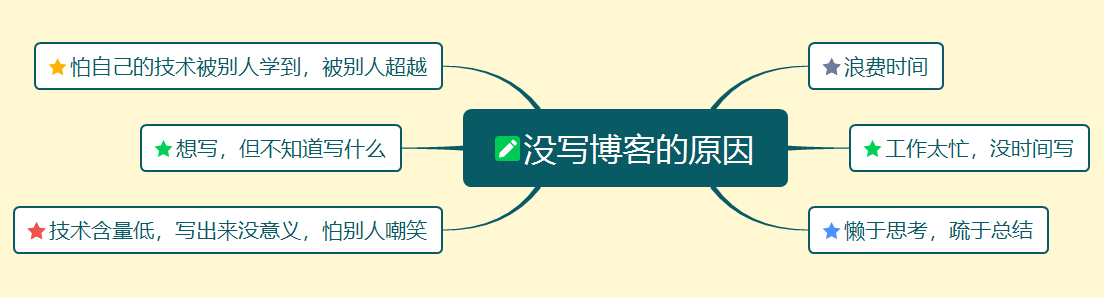 怕自己的技术被别人学到，被别人超越
浪费时间
没写博客的原因
想写，但不知道写什么
工作太忙，没时间写
技术含量低，写出来没意义，怕别人嘲笑
懒于思考，疏于总结